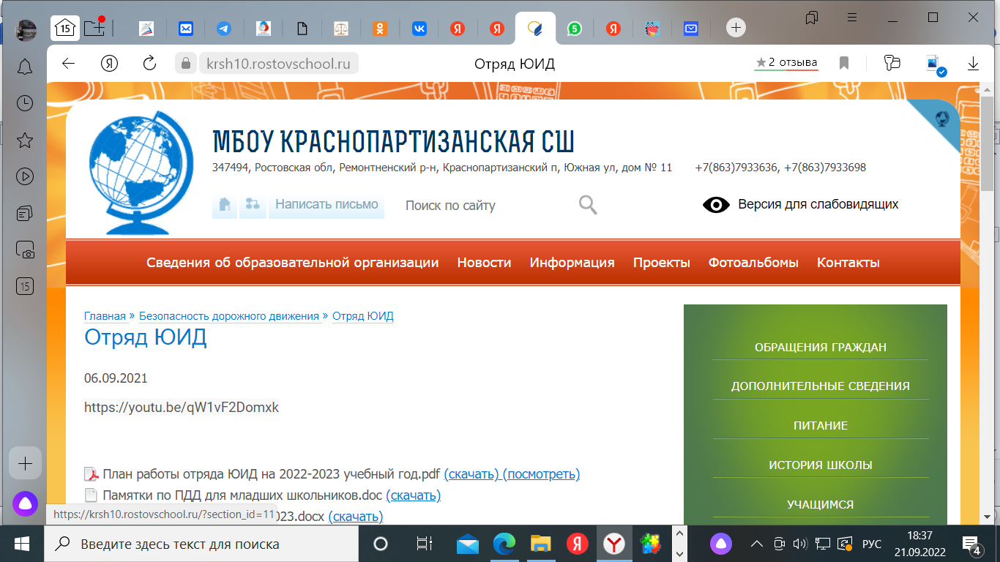 15
krsh10.rostovschool.ru
Отряд ЮИД
2 отзыва
5
МБОУ КРАСНОПАРТИЗАНСКАЯ СШ
347494, Ростовская обл, Ремонтненский р-н, Краснопартизанский п, Южная ул, дом № 11 +7(863)7933636, +7(863)7933698
Написать письмо
Поиск по сайту
Версия для слабовидящих
Сведения об образовательной организации Новости Информация Проекты Фотоальбомы Контакты
Главная » Безопасность дорожного движения » Отряд ЮИД
Отряд ЮИД
06.09.2021
https://youtu.be/qW1vF2Domxk
План работы отряда ЮИД на 2022-2023 учебный год.pdf (скачать) (посмотреть)
Памятки по ПДД для младших школьников.doc (скачать)
023.docx (скачать)
ОБРАЩЕНИЯ ГРАЖДАН
ДОПОЛНИТЕЛЬНЫЕ СВЕДЕНИЯ
ПИТАНИЕ
ИСТОРИЯ ШКОЛЫ
УЧАЩИМСЯ
15
https://krsh10.rostovschool.ru/?section_id=11
Введите здесь текст для поиска
РУС
18:37
21.09.2022
4